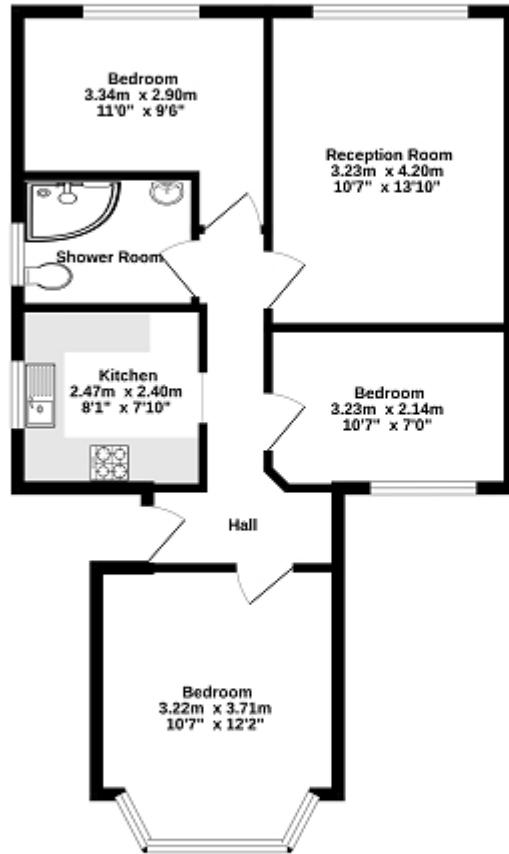 Bedroom
3.34m x 2.90m
11'0" x 9'6"
Reception Room
3.23m x 4.20m
10'7" x 13'10"
Shower Room
Kitchen
2.47m x 2.40m
8'1" x 7'10"
Bedroom
3.23m x 2.14m
10'7" x 7'0"
Hall
Bedroom
3.22m x 3.71m
10'7" x 12'2"